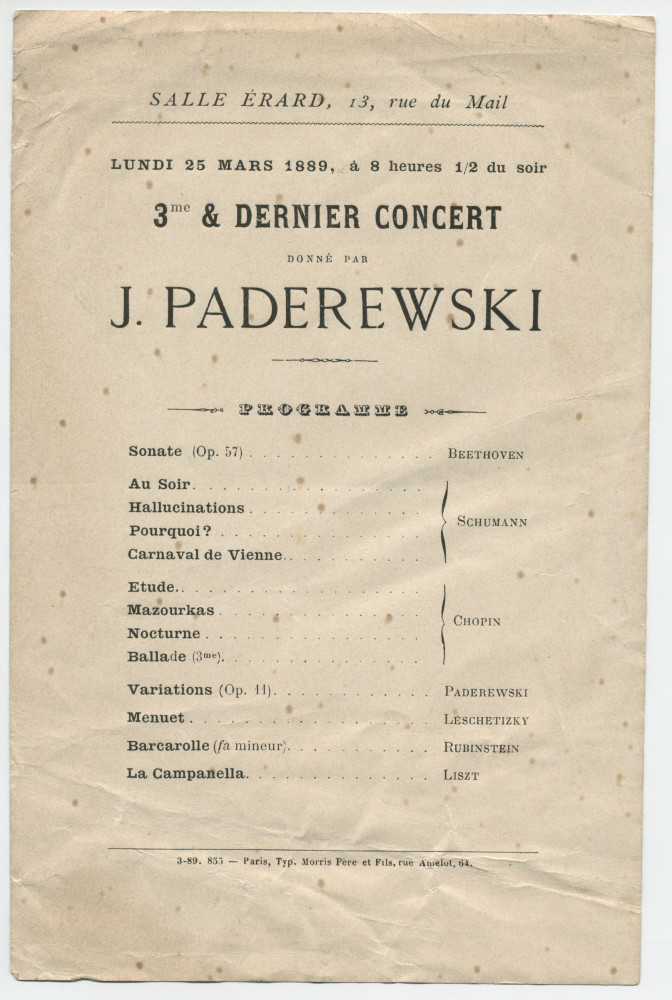 SALLE ÉRARD, 13, rue du Mail
LUNDI 25 MARS 1889, à 8 heures 1/2 du soir
3me & DERNIER CONCERT
DONNÉ PAR
J. PADEREWSKI
PROGRAMME
Sonate (Op. 57) . . . . . . . . . . . . BEETHOVEN
Au Soir. . . . . . . . . . . . . .
Hallucinations . . . . . . . . . . .
Pourquoi ? . . . . . . . . . . . . .
Carnaval de Vienne. . . . . . . . . .
SCHUMANN
Etude. . . . . . . . . . . . . . .
Mazourkas . . . . . . . . . . . . .
Nocturne . . . . . . . . . . . . . .
Ballade (3me). . . . . . . . . . . . .
CHOPIN
Variations (Op. 11). . . . . . . . . . . PADEREWSKI
Menuet . . . . . . . . . . . . . . . LESCHETIZKY
Barcarolle (fa mineur). . . . . . . . . . RUBINSTEIN
La Campanella. . . . . . . . . . . . . LISZT
3-89. 855 — Paris, Typ. Morris Père et Fils, rue Amelot, 64.